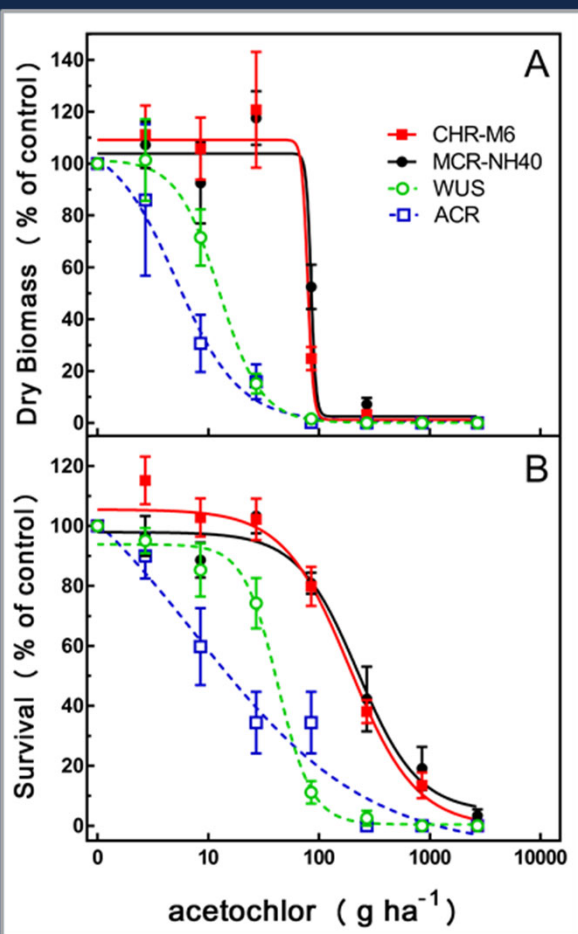 A
Dry Biomass ( % of control)
140
120
100
80
60
40
20
0
CHR-M6
MCR-NH40
WUS
ACR
B
Survival ( % of control)
120
100
80
60
40
20
0
0 10 100 1000 10000
acetochlor ( g ha⁻¹)